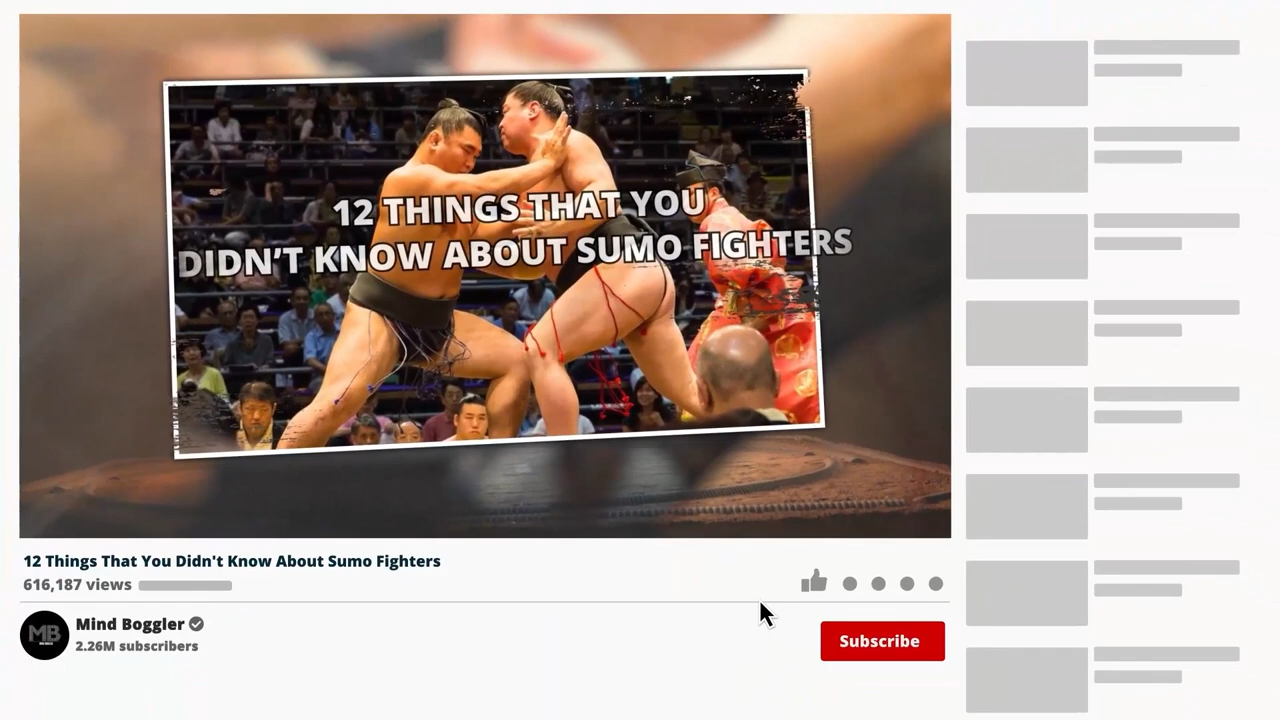 12 THINGS THAT YOU
DIDN'T KNOW ABOUT SUMO FIGHTERS
12 Things That You Didn't Know About Sumo Fighters
616,187 views
MB
Mind Boggler
2.26M subscribers
Subscribe